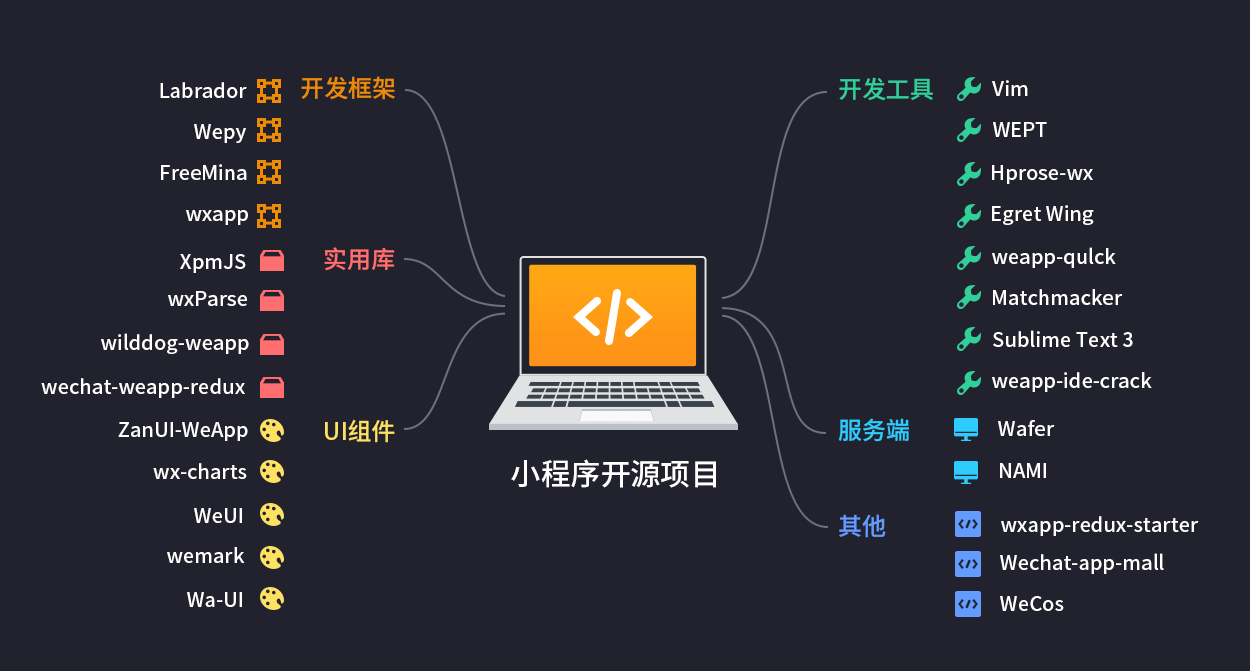 开发框架
Labrador
Wepy
FreeMina
wxapp
实用库
XpmJS
wxParse
wilddog-weapp
wechat-weapp-redux
UI组件
ZanUI-WeApp
wx-charts
WeUI
wemark
Wa-UI
</>
小程序开源项目
开发工具
Vim
WEPT
Hprose-wx
Egret Wing
weapp-qulck
Matchmacker
Sublime Text 3
weapp-ide-crack
服务端
Wafer
NAMI
其他
wxapp-redux-starter
Wechat-app-mall
WeCos